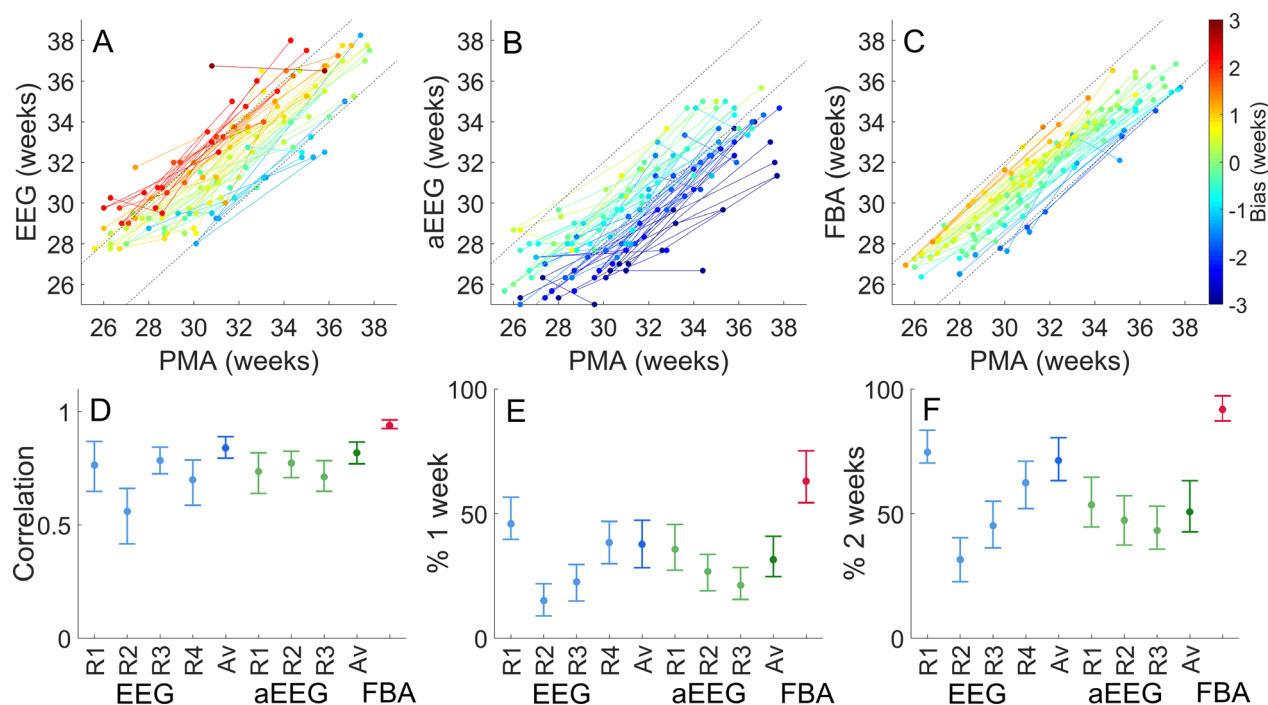 A
38
36
34
32
30
28
26
EEG (weeks)
26 28 30 32 34 36 38
PMA (weeks)
B
38
36
34
32
30
28
26
aEEG (weeks)
26 28 30 32 34 36 38
PMA (weeks)
C
38
36
34
32
30
28
26
FBA (weeks)
26 28 30 32 34 36 38
PMA (weeks)
3
2
1
0
-1
-2
-3
Bias (weeks)
D
1
0.5
0
Correlation
R1 R2 R3 R4 Av R1 R2 R3 Av
EEG aEEG FBA
E
100
50
0
% 1 week
R1 R2 R3 R4 Av R1 R2 R3 Av
EEG aEEG FBA
F
100
50
0
% 2 weeks
R1 R2 R3 R4 Av R1 R2 R3 Av
EEG aEEG FBA